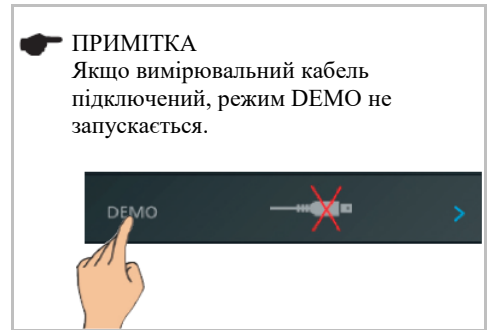 ПРИМІТКА
Якщо вимірювальний кабель
підключений, режим DEMO не
запускається.
DEMO